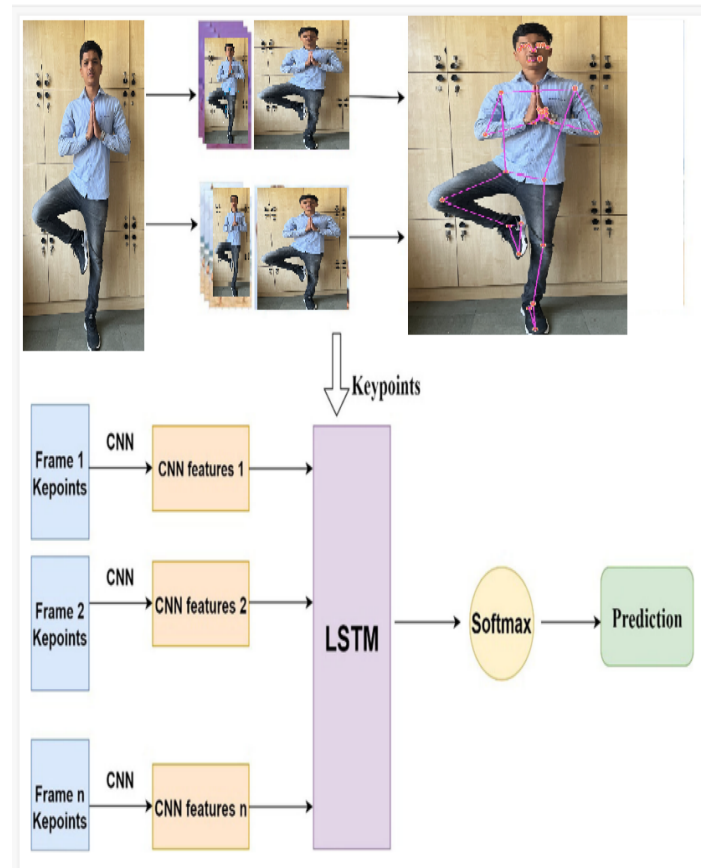 Keypoints
Frame 1
Kepoints
CNN
CNN features 1
Frame 2
Kepoints
CNN
CNN features 2
LSTM
Softmax
Prediction
Frame n
Kepoints
CNN
CNN features n